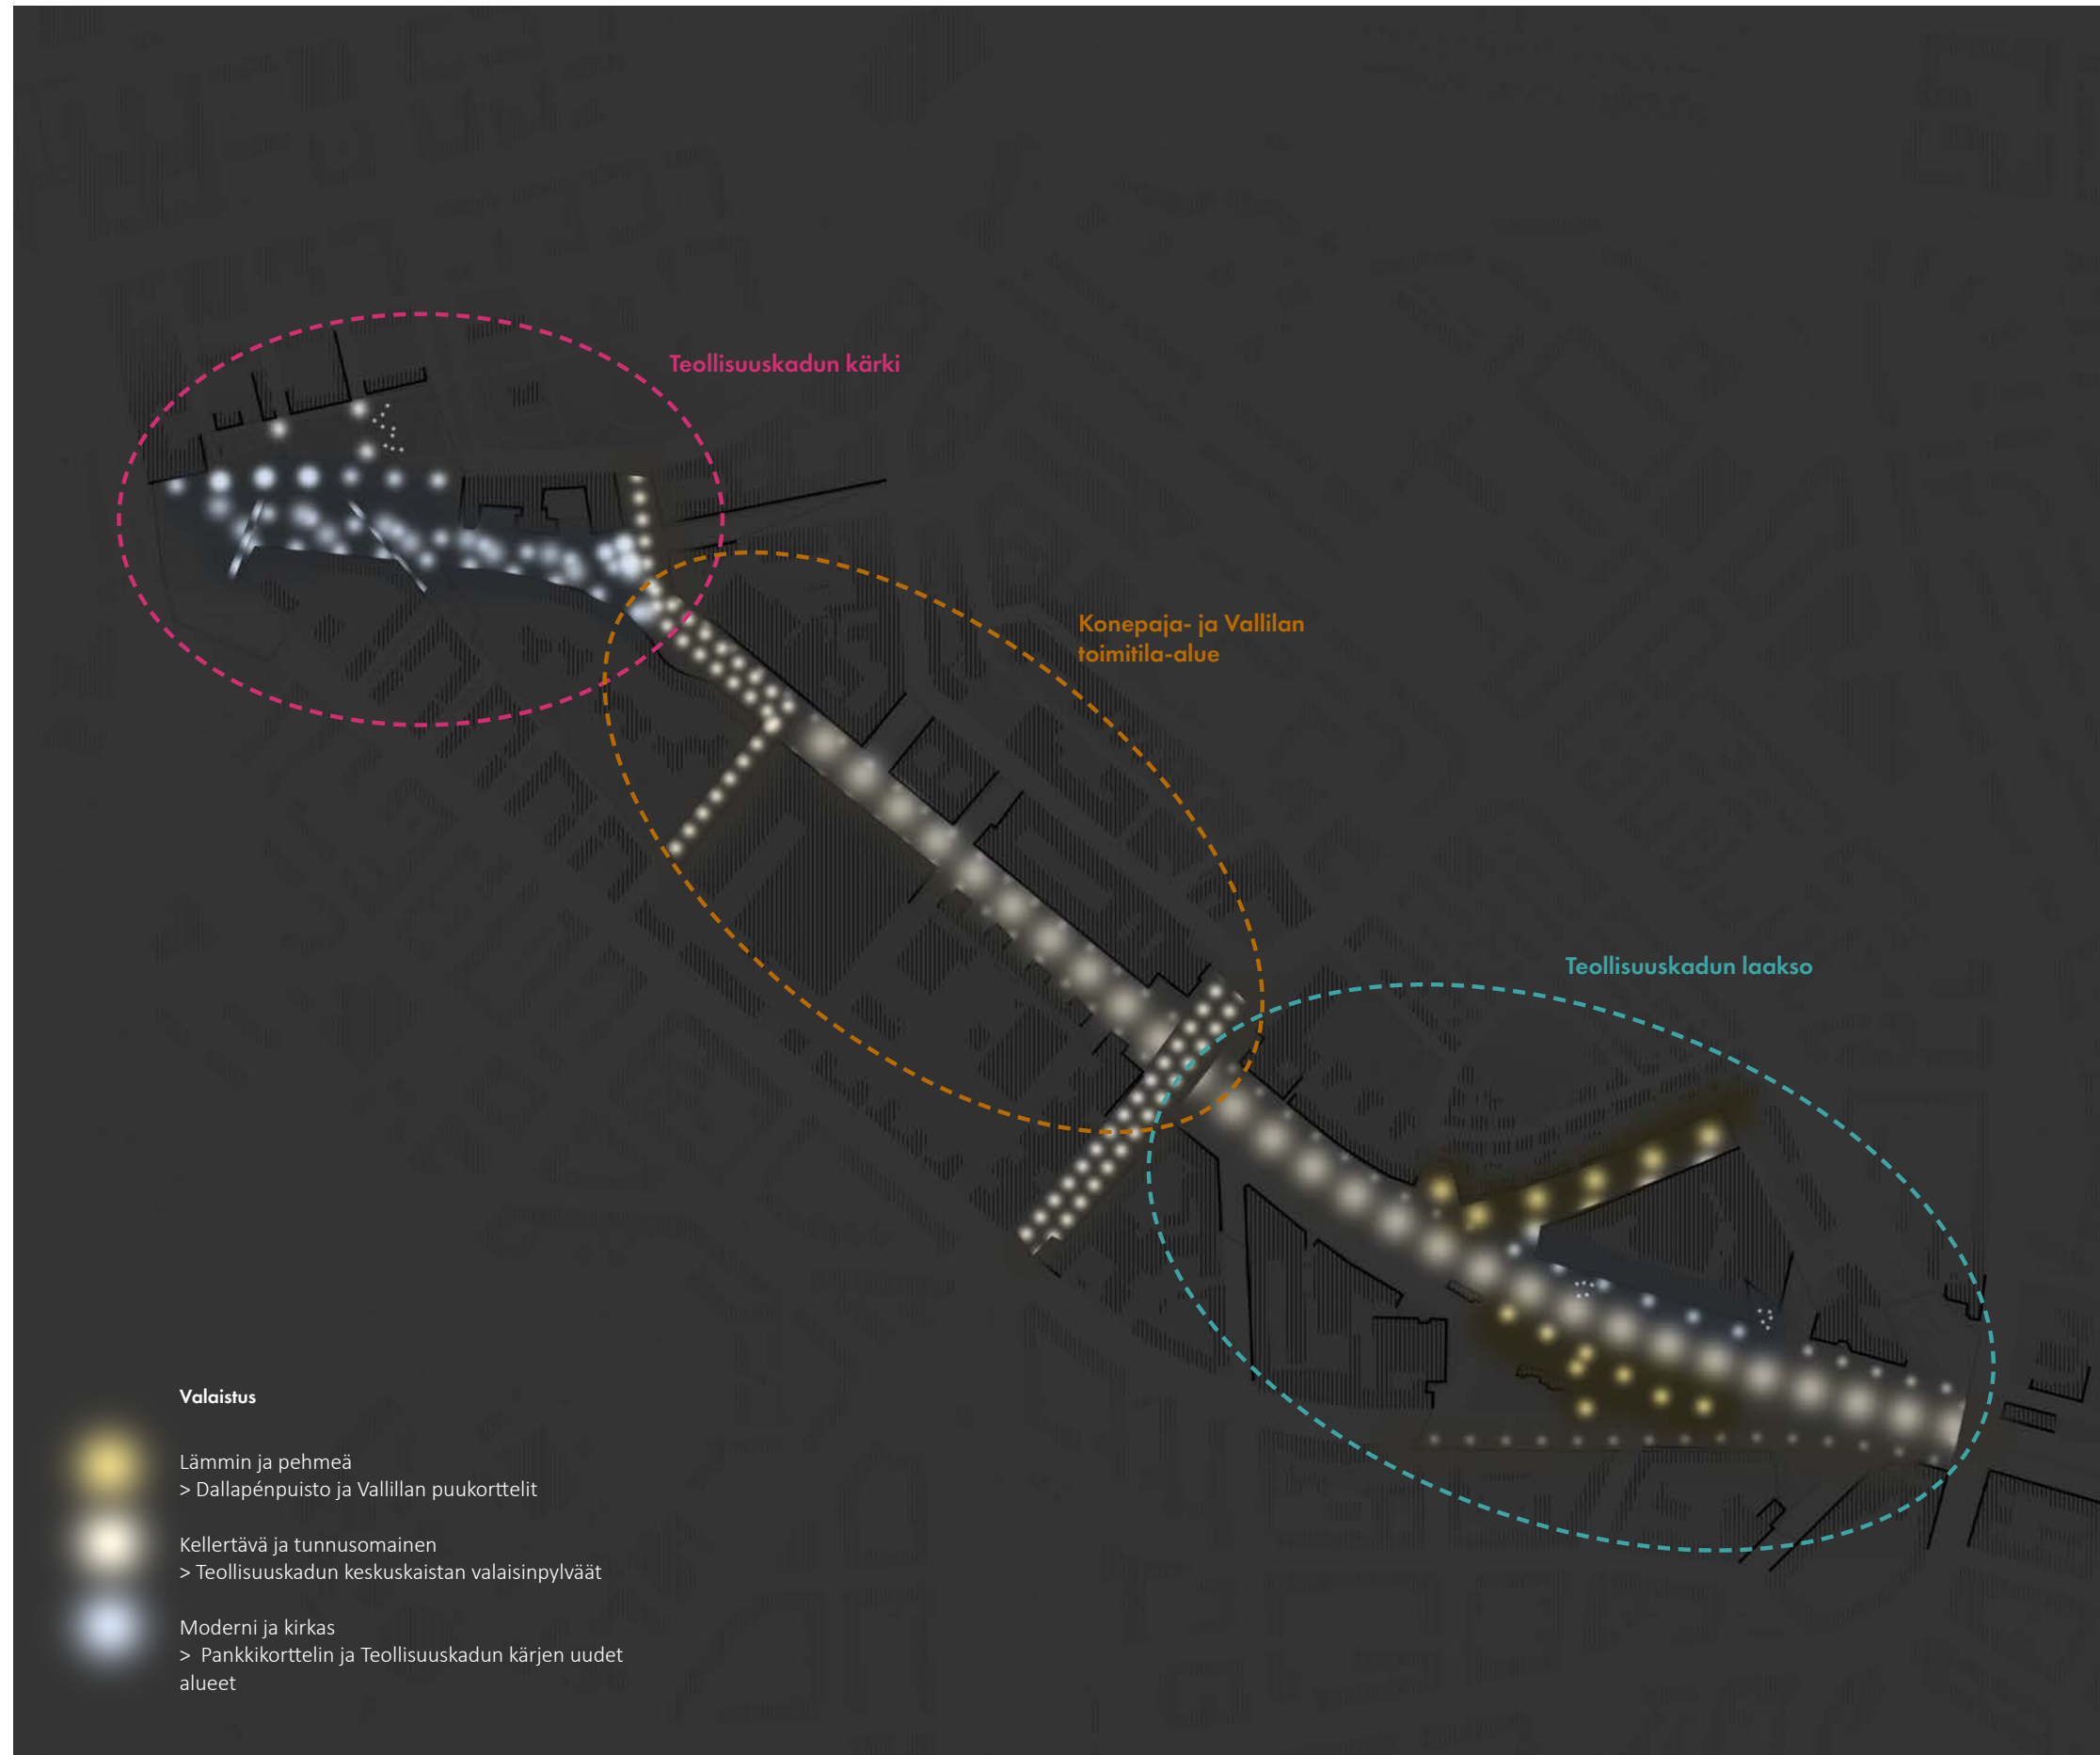 Teollisuuskadun kärki
Konepaja- ja Vallilan
toimitila-alue
Teollisuuskadun laakso
Valaistus
Lämmin ja pehmeä
> Dallapénpuisto ja Vallillan puukorttelit
Kellertävä ja tunnusomainen
> Teollisuuskadun keskuskaistan valaisinpylväät
Moderni ja kirkas
> Pankkikorttelin ja Teollisuuskadun kärjen uudet
alueet